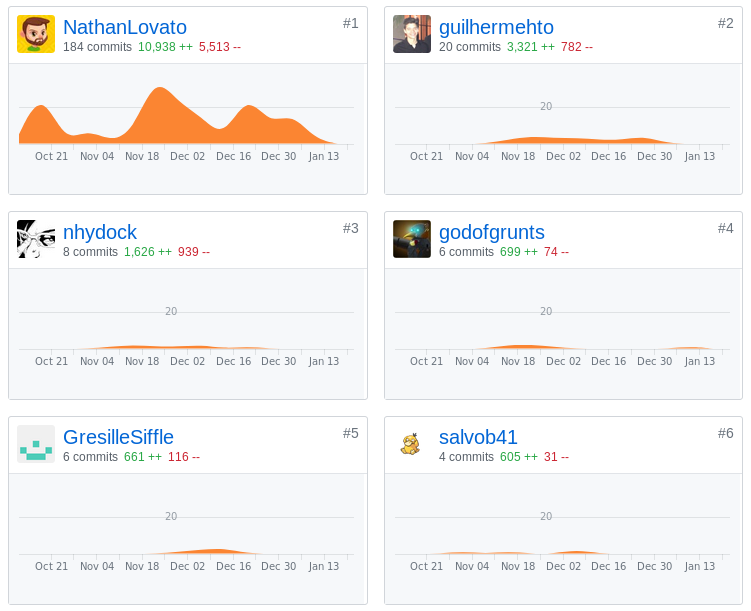 NathanLovato #1
184 commits 10,938 ++ 5,513 --
Oct 21 Nov 04 Nov 18 Dec 02 Dec 16 Dec 30 Jan 13
guilhermehto #2
20 commits 3,321 ++ 782 --
20
Oct 21 Nov 04 Nov 18 Dec 02 Dec 16 Dec 30 Jan 13
nhydock #3
8 commits 1,626 ++ 939 --
20
Oct 21 Nov 04 Nov 18 Dec 02 Dec 16 Dec 30 Jan 13
godofgrunts #4
6 commits 699 ++ 74 --
20
Oct 21 Nov 04 Nov 18 Dec 02 Dec 16 Dec 30 Jan 13
GresilleSiffle #5
6 commits 661 ++ 116 --
20
Oct 21 Nov 04 Nov 18 Dec 02 Dec 16 Dec 30 Jan 13
salvob41 #6
4 commits 605 ++ 31 --
20
Oct 21 Nov 04 Nov 18 Dec 02 Dec 16 Dec 30 Jan 13